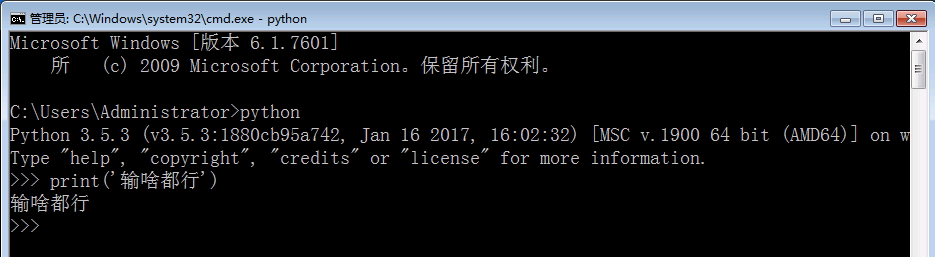 管理员: C:\Windows\system32\cmd.exe - python
Microsoft Windows [版本 6.1.7601]
所 (c) 2009 Microsoft Corporation。保留所有权利。
C:\Users\Administrator>python
Python 3.5.3 (v3.5.3:1880cb95a742, Jan 16 2017, 16:02:32) [MSC v.1900 64 bit (AMD64)] on w
Type "help", "copyright", "credits" or "license" for more information.
>>> print('输啥都行')
输啥都行
>>>